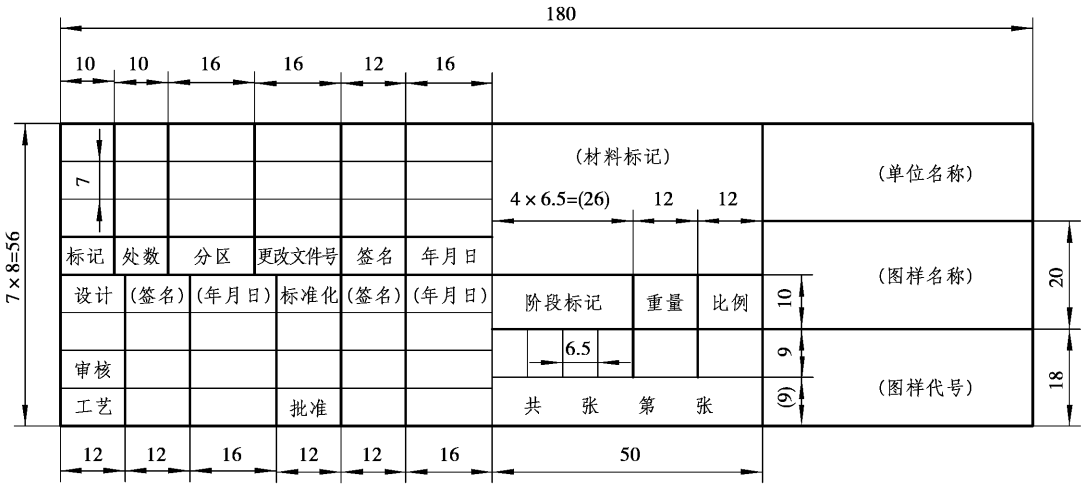 180
10 10 16 16 12 16
(材料标记)
(单位名称)
7
4×6.5=(26) 12 12
7×8=56
标记 处数 分区 更改文件号 签名 年月日
(图样名称)
20
设计 (签名) (年月日) 标准化 (签名) (年月日)
阶段标记 重量 比例
10
6.5
9
审核
18
(图样代号)
工艺 批准
共 张 第 张
(9)
12 12 16 12 12 16 50